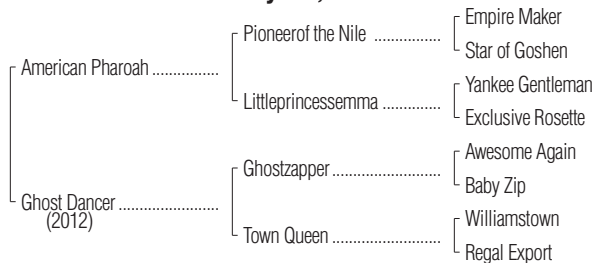 Empire Maker
Pioneerof the Nile ................
Star of Goshen
American Pharoah ................
Yankee Gentleman
Littleprincessemma ..............
Exclusive Rosette
Awesome Again
Ghostzapper..........................
Baby Zip
Ghost Dancer ........................
(2012)
Williamstown
Town Queen ..........................
Regal Export